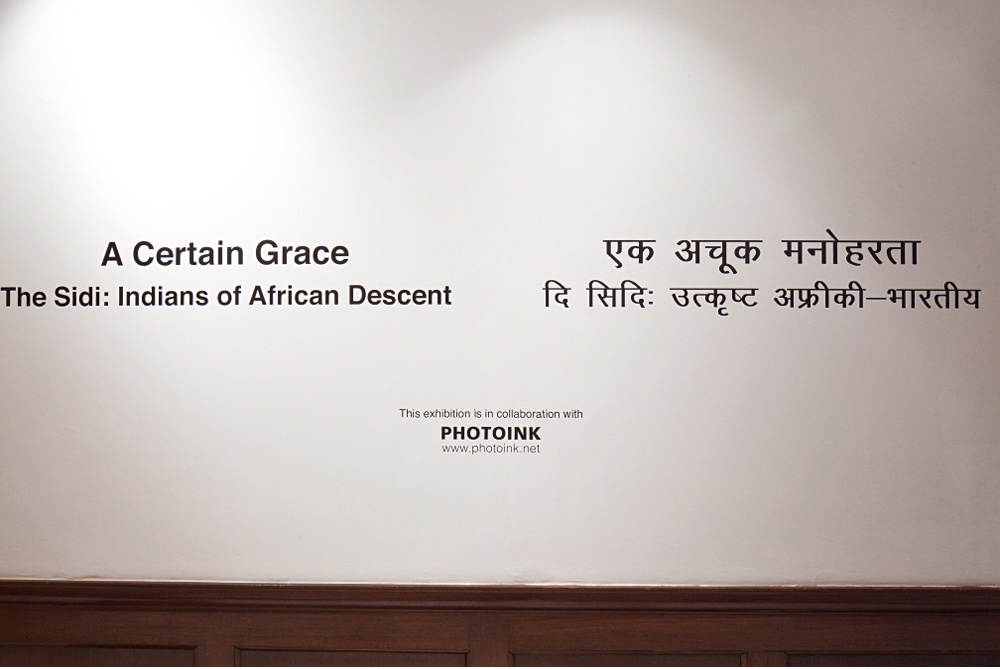 A Certain Grace
The Sidi: Indians of African Descent
एक अचूक मनोहरता
दि सिदिः उत्कृष्ट अफ्रीकी–भारतीय
This exhibition is in collaboration with
PHOTOINK
www.photoink.net